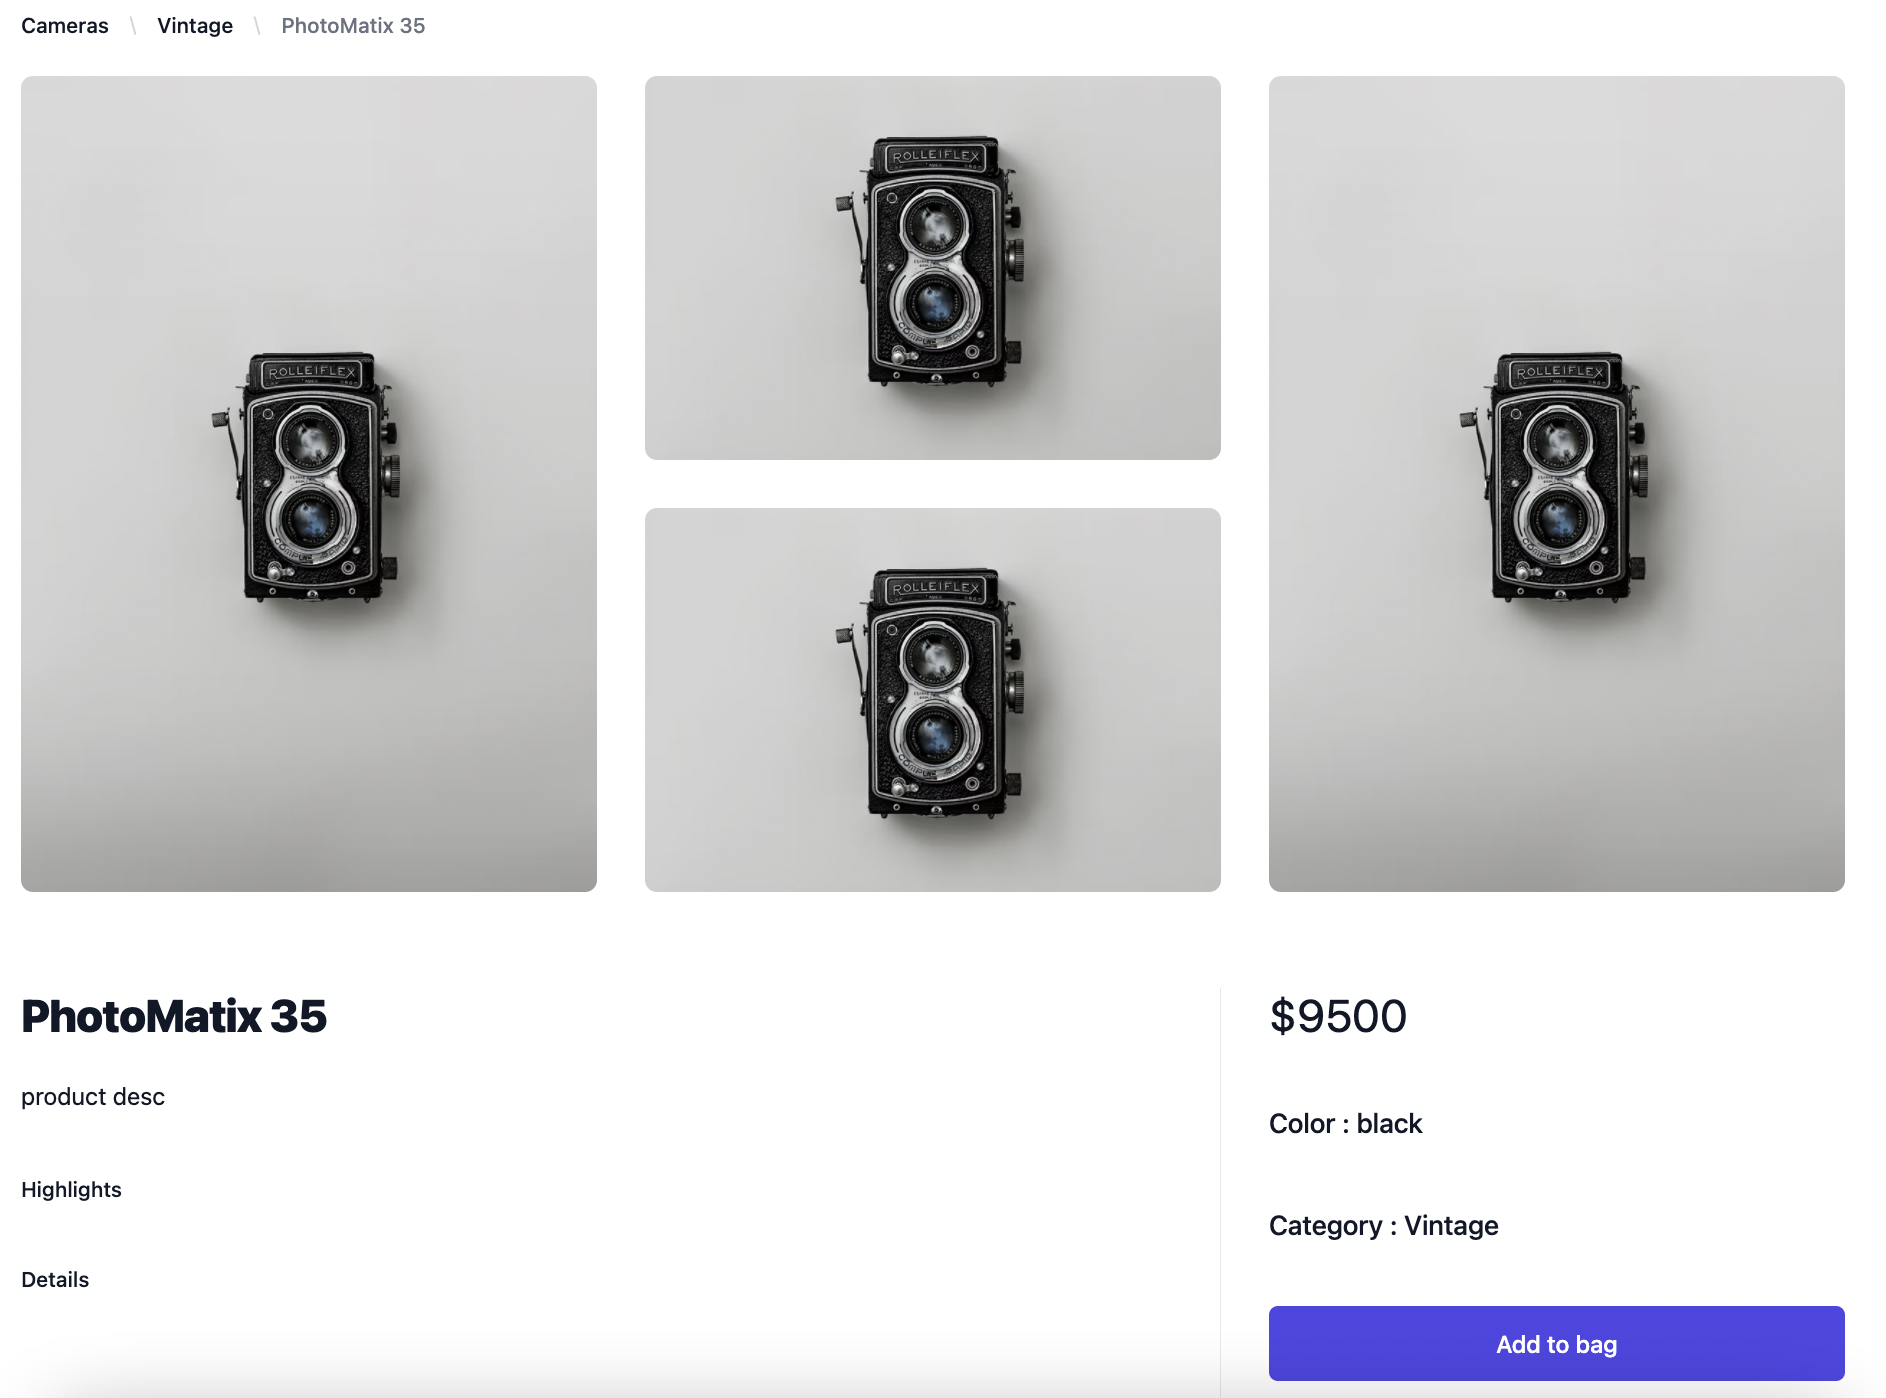 Cameras \ Vintage \ PhotoMatix 35
ROLLEIFLEX
ROLLEIFLEX
ROLLEIFLEX
ROLLEIFLEX
PhotoMatix 35
$9500
product desc
Color : black
Highlights
Category : Vintage
Details
Add to bag